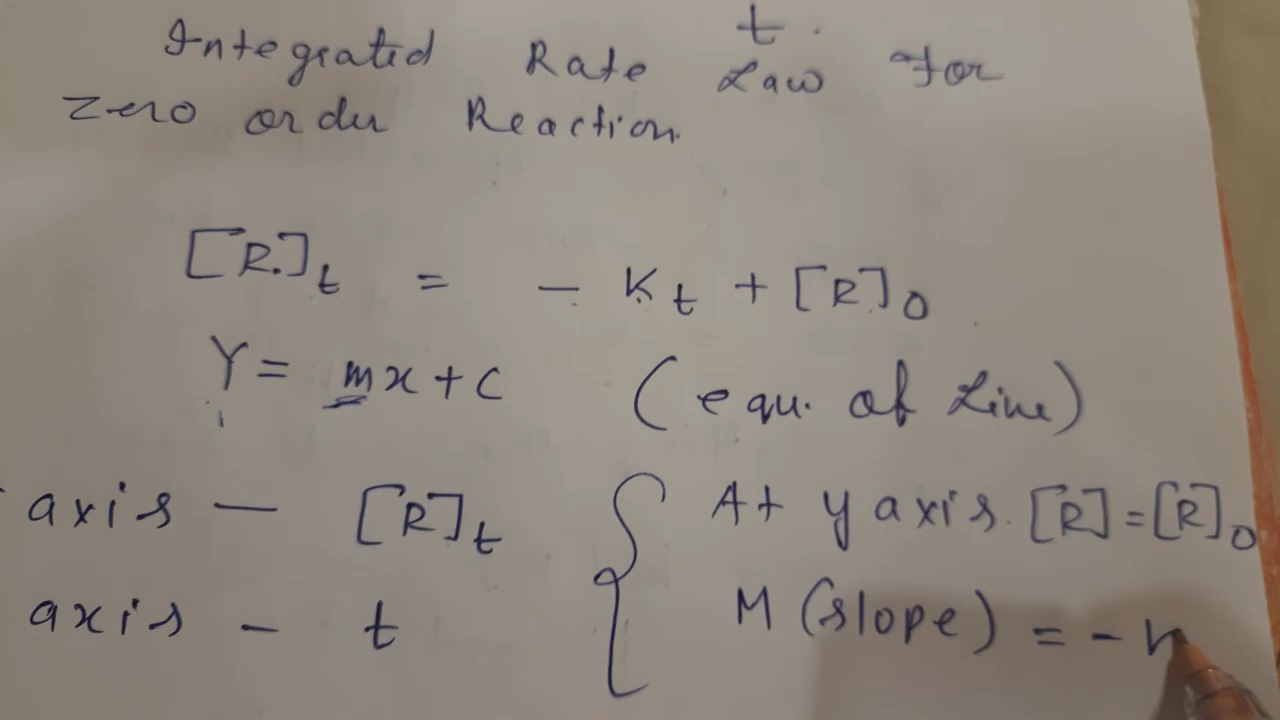 t.
Integrated Rate Law for
Zero order Reaction.
[R.]t = - Kt + [R]0
Y = mx + c (equ. of Line)
axis - [R]t
At y axis. [R] = [R]0
axis - t
M (slope) = -